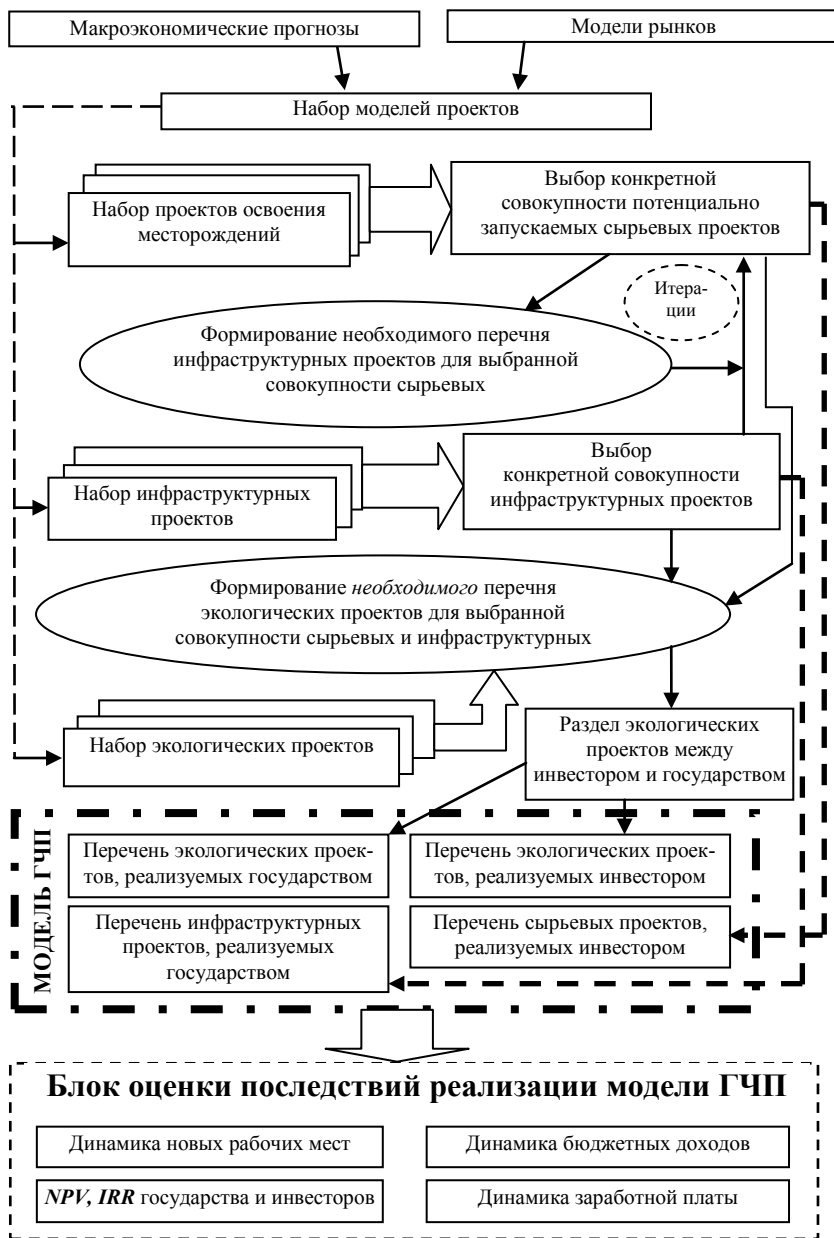 Макроэкономические прогнозы
Модели рынков
Набор моделей проектов
Набор проектов освоения
месторождений
Выбор конкретной
совокупности потенциально
запускаемых сырьевых проектов
Итера-
ции
Формирование необходимого перечня
инфраструктурных проектов для выбранной
совокупности сырьевых
Набор инфраструктурных
проектов
Выбор
конкретной совокупности
инфраструктурных проектов
Формирование необходимого перечня
экологических проектов для выбранной
совокупности сырьевых и инфраструктурных
Набор экологических проектов
Раздел экологических
проектов между
инвестором и государством
МОДЕЛЬ ГЧП
Перечень экологических проек-
тов, реализуемых государством
Перечень экологических проек-
тов, реализуемых инвестором
Перечень инфраструктурных
проектов, реализуемых
государством
Перечень сырьевых проектов,
реализуемых инвестором
Блок оценки последствий реализации модели ГЧП
Динамика новых рабочих мест
Динамика бюджетных доходов
NPV, IRR государства и инвесторов
Динамика заработной платы